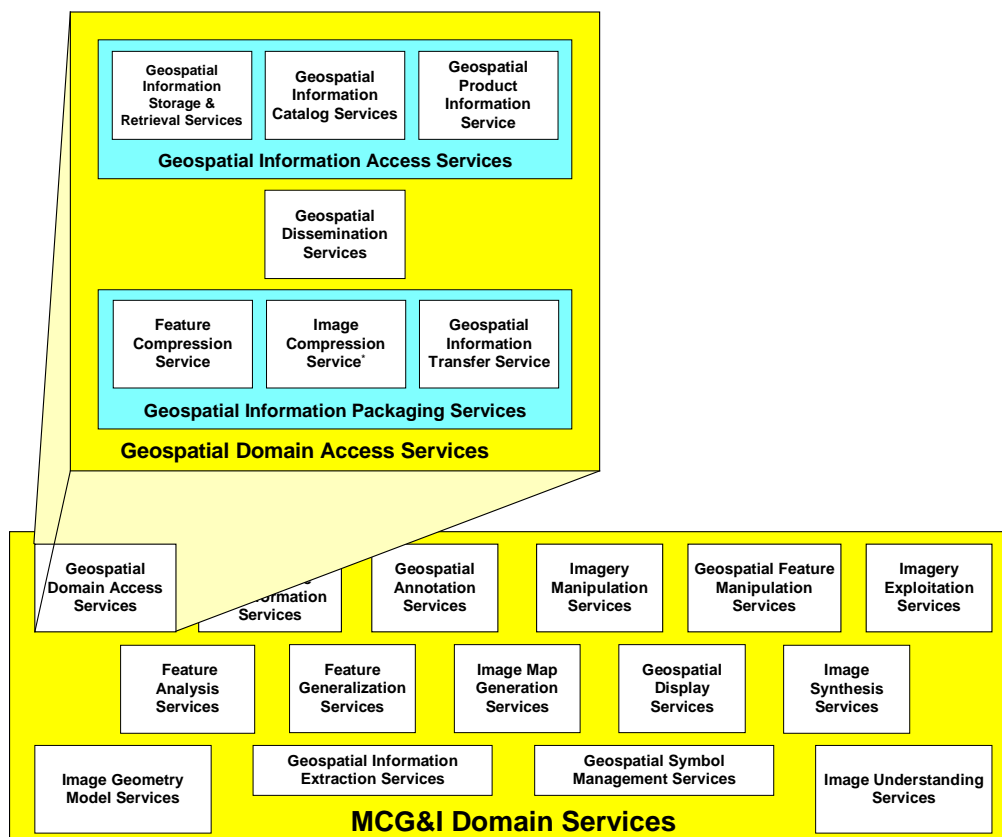 Geospatial
Information
Storage &
Retrieval Services
Geospatial
Information
Catalog Services
Geospatial
Product
Information
Service
Geospatial Information Access Services
Geospatial
Dissemination
Services
Feature
Compression
Service
Image
Compression
Service*
Geospatial
Information
Transfer Service
Geospatial Information Packaging Services
Geospatial Domain Access Services
Geospatial
Domain Access
Services
Services
Geospatial
Annotation
Services
Imagery
Manipulation
Services
Geospatial Feature
Manipulation
Services
Imagery
Exploitation
Services
Feature
Analysis
Services
Feature
Generalization
Services
Image Map
Generation
Services
Geospatial
Display
Services
Image
Synthesis
Services
Image Geometry
Model Services
Geospatial Information
Extraction Services
Geospatial Symbol
Management Services
Image Understanding
Services
MCG&I Domain Services